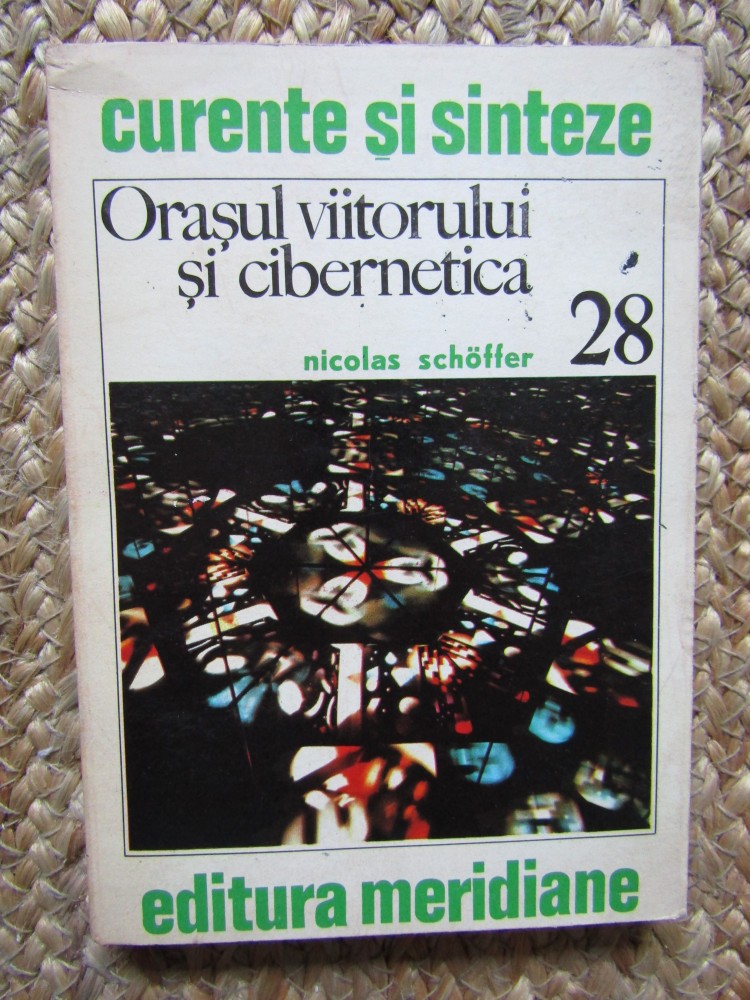 curente și sinteze
Orașul viitorului
și cibernetica
28
nicolas schöffer
editura meridiane